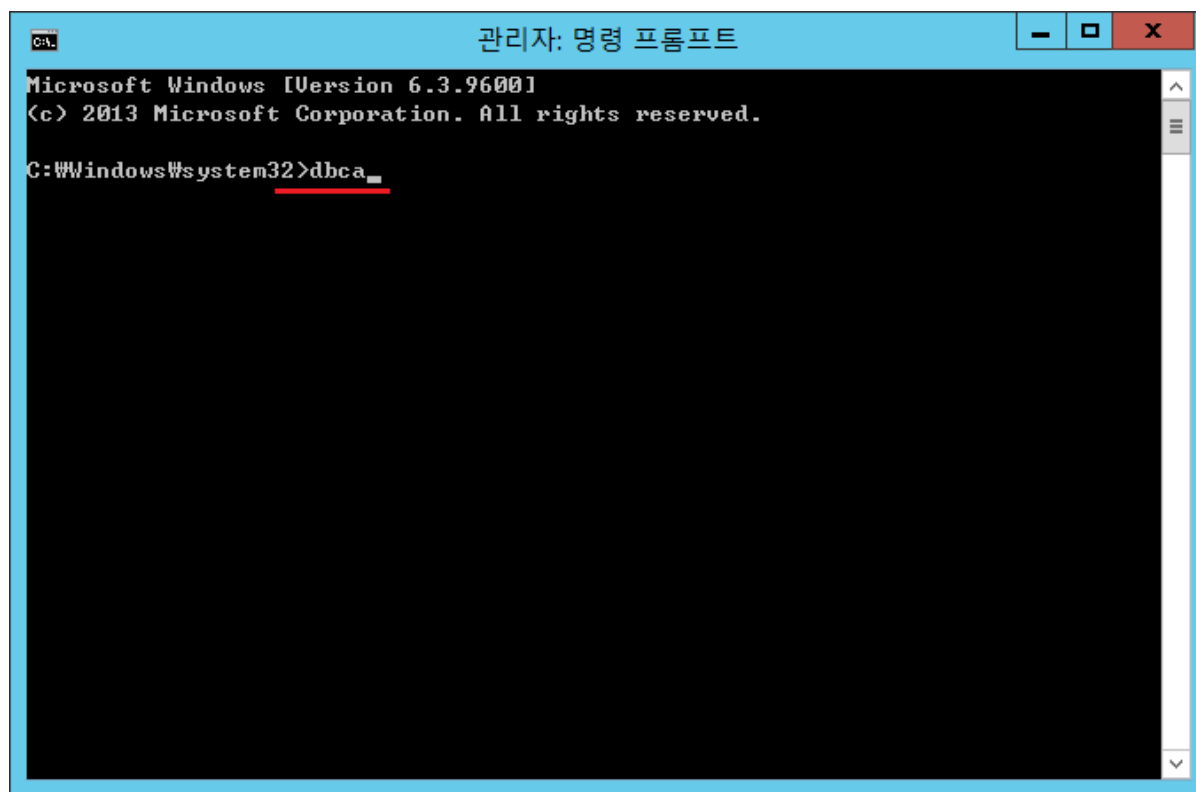 관리자: 명령 프롬프트
Microsoft Windows [Version 6.3.9600]
(c) 2013 Microsoft Corporation. All rights reserved.
C:₩Windows₩system32>dbca